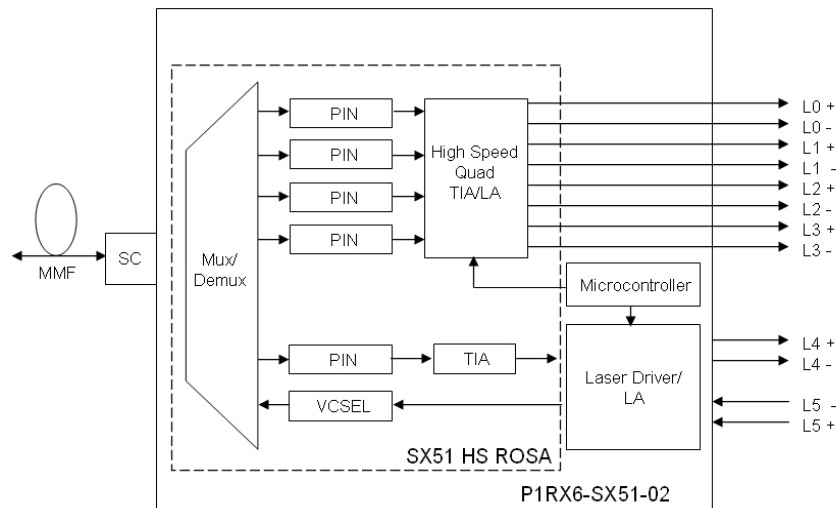 PIN
PIN
PIN
PIN
High Speed
Quad
TIA/LA
L0 +
L0 -
L1 +
L1 -
L2 +
L2 -
L3 +
L3 -
MMF
SC
Mux/
Demux
Microcontroller
PIN
TIA
VCSEL
Laser Driver/
LA
L4 +
L4 -
L5 -
L5 +
SX51 HS ROSA
P1RX6-SX51-02